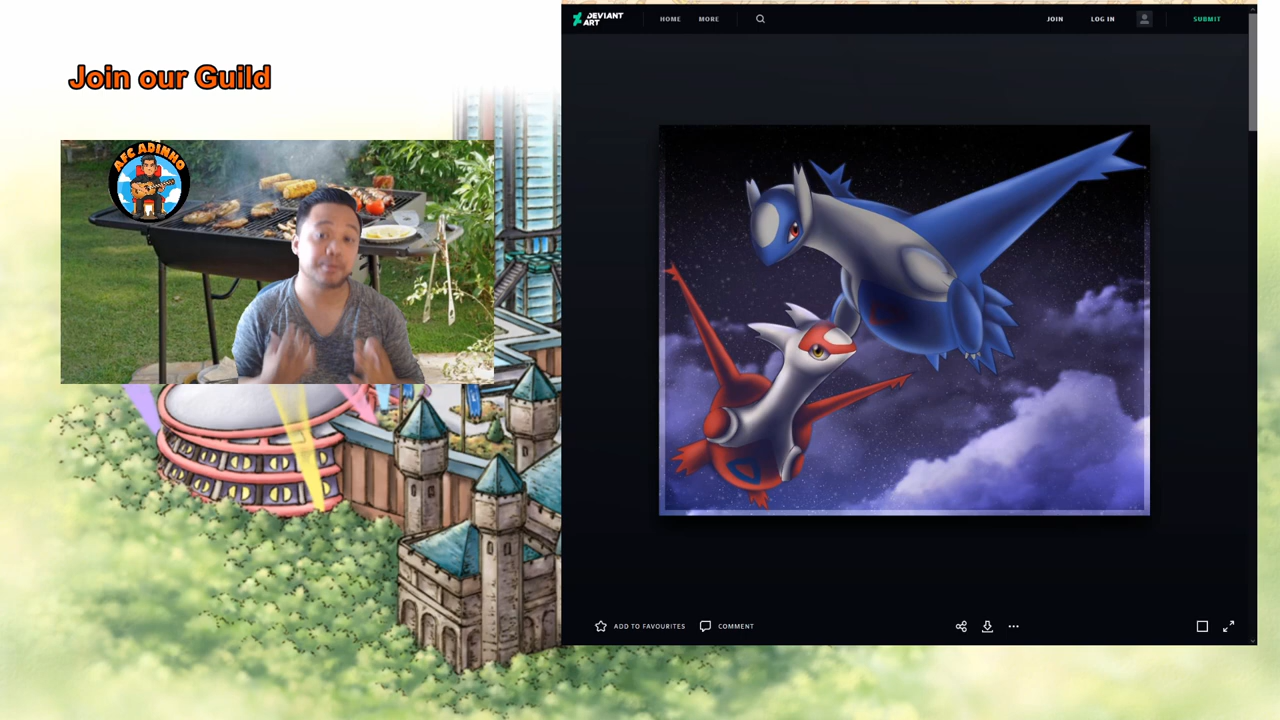 DEVIANT
ART
HOME
MORE
JOIN
LOG IN
SUBMIT
Join our Guild
AFC ADINHO
ADD TO FAVOURITES
COMMENT